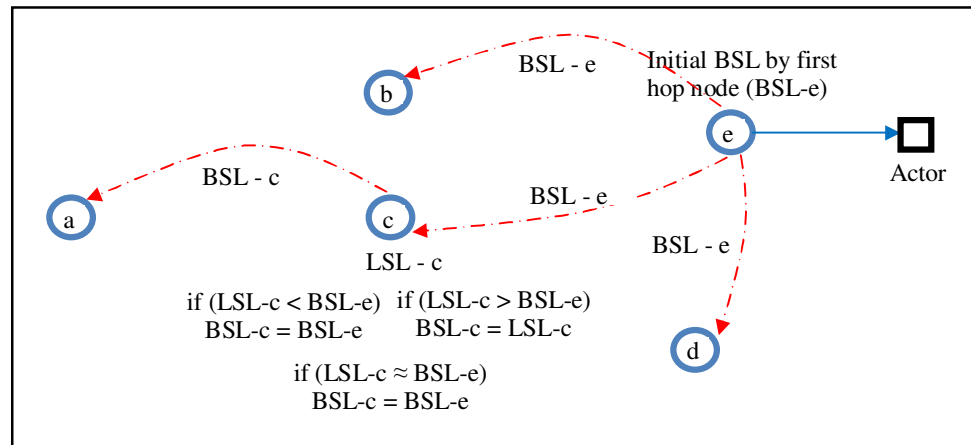 BSL - e
Initial BSL by first
hop node (BSL-e)
b
e
Actor
BSL - c
BSL - e
a
c
BSL - e
LSL - c
if (LSL-c < BSL-e)
BSL-c = BSL-e
if (LSL-c > BSL-e)
BSL-c = LSL-c
d
if (LSL-c ≈ BSL-e)
BSL-c = BSL-e